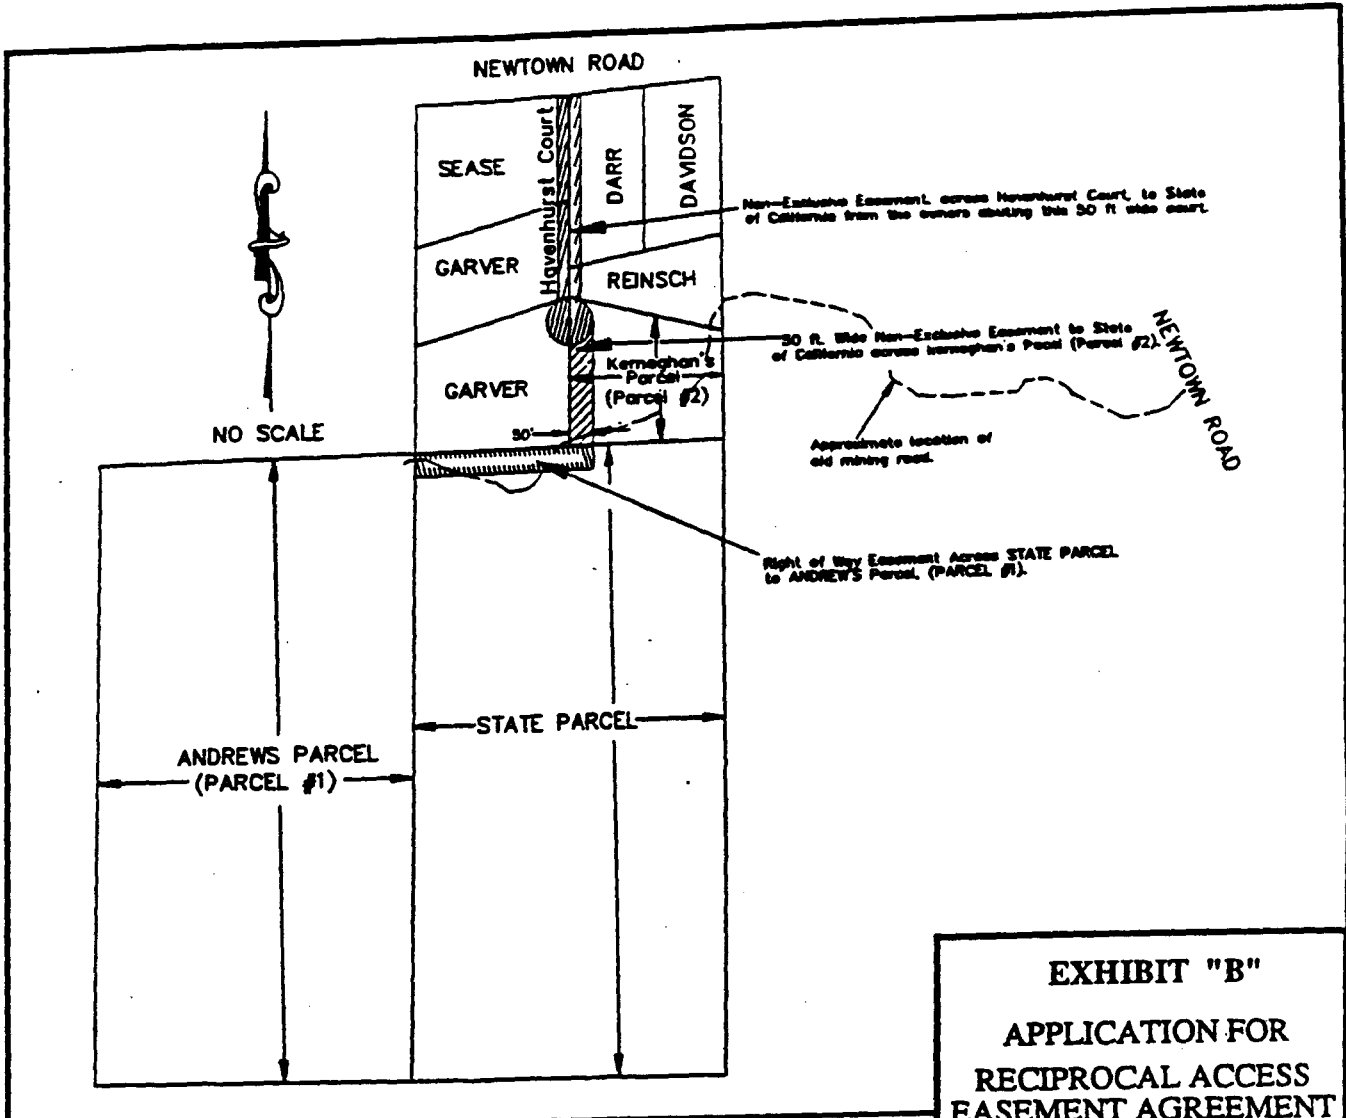 NEWTOWN ROAD
SEASE
Havenhurst Court
DARR
DAVIDSON
Non-Exclusive Easement, across Havenhurst Court, to State
of California from the owners abuting this 50 ft wide court.
GARVER
REINSCH
50 ft. Wide Non-Exclusive Easement to State
of California across Kerneghan's Parcel (Parcel #2).
NEWTOWN ROAD
Kerneghan's
Parcel
(Parcel #2)
GARVER
50'
NO SCALE
Approximate location of
old mining road.
Right of Way Easement Across STATE PARCEL
to ANDREWS Parcel, (PARCEL #1).
STATE PARCEL
ANDREWS PARCEL
(PARCEL #1)
EXHIBIT "B"
APPLICATION FOR
RECIPROCAL ACCESS
EASEMENT AGREEMENT